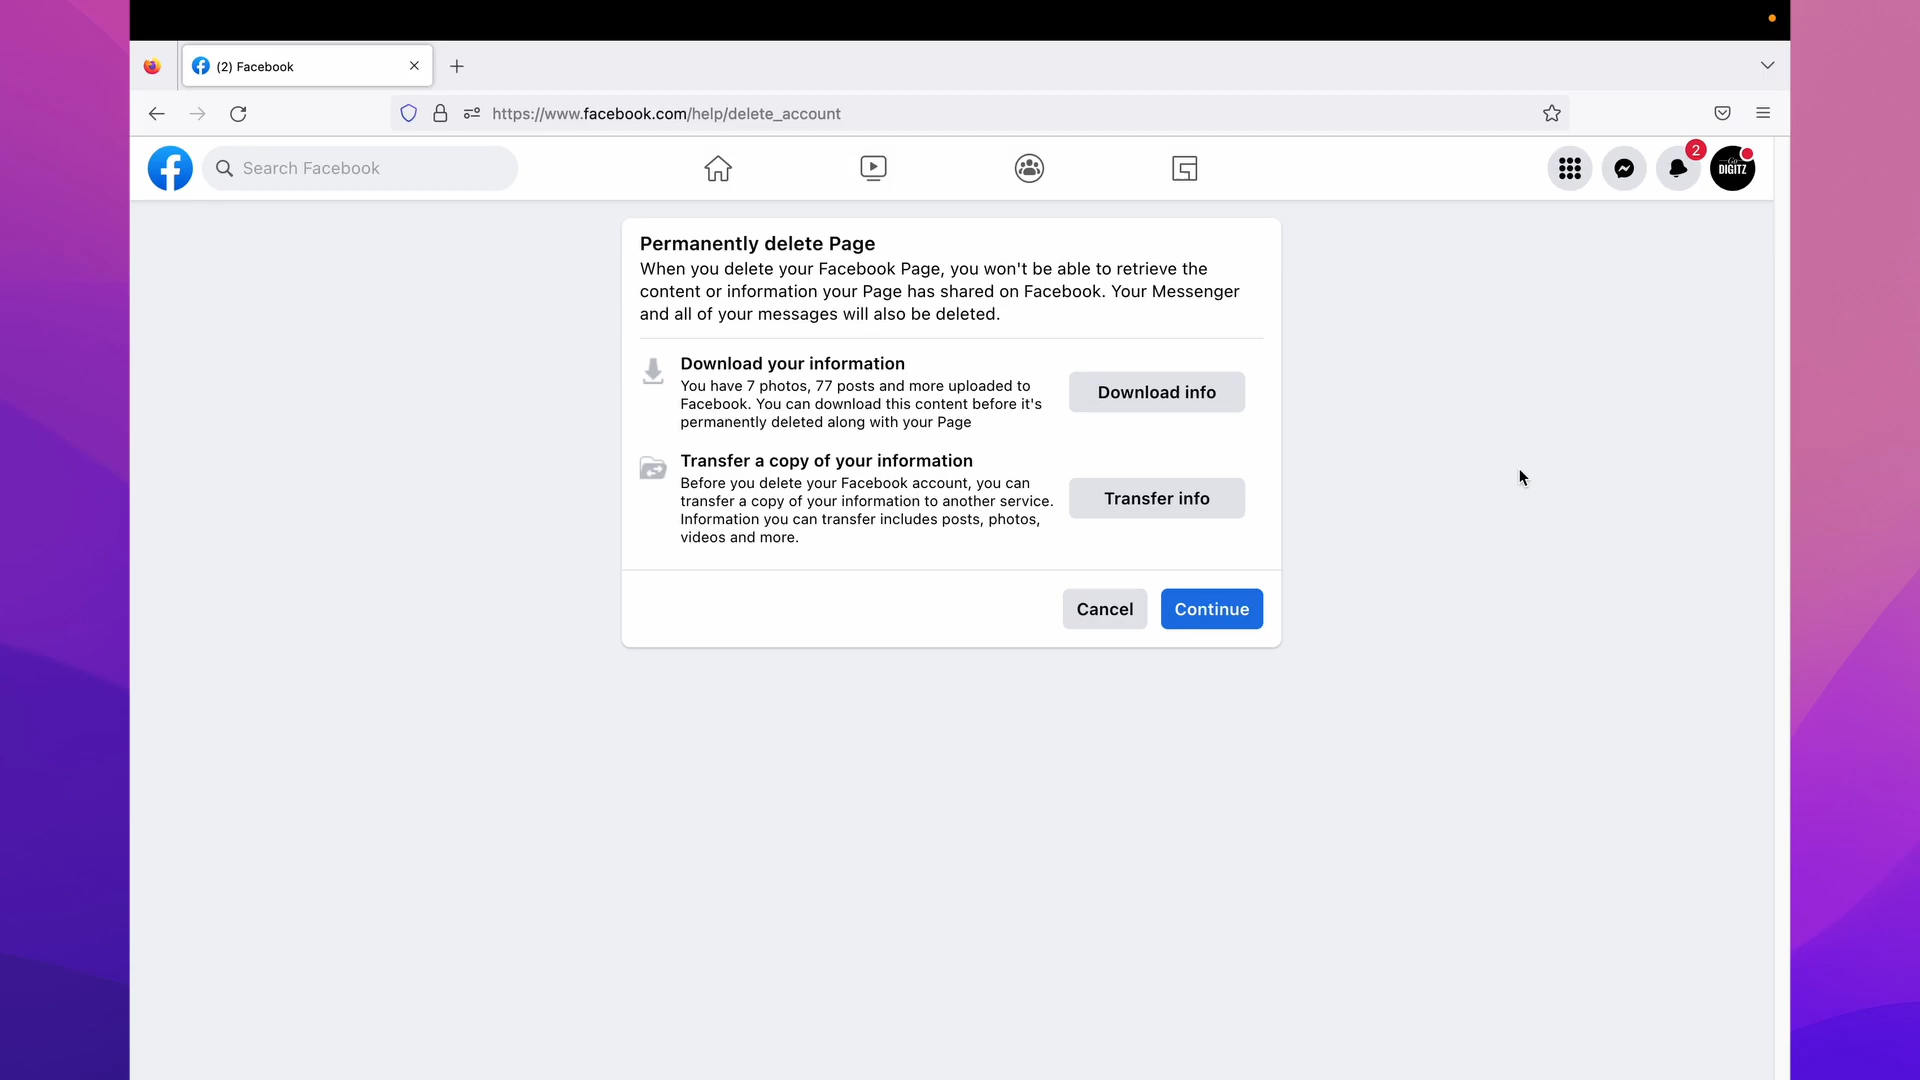 (2) Facebook
https://www.facebook.com/help/delete_account
Search Facebook
2
Go
DIGITZ
Permanently delete Page
When you delete your Facebook Page, you won't be able to retrieve the
content or information your Page has shared on Facebook. Your Messenger
and all of your messages will also be deleted.
Download your information
You have 7 photos, 77 posts and more uploaded to
Facebook. You can download this content before it's
permanently deleted along with your Page
Download info
Transfer a copy of your information
Before you delete your Facebook account, you can
transfer a copy of your information to another service.
Information you can transfer includes posts, photos,
videos and more.
Transfer info
Cancel
Continue